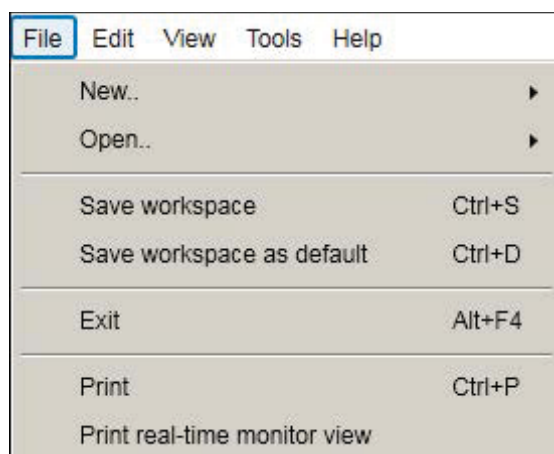 File Edit View Tools Help
New..
Open..
Save workspace Ctrl+S
Save workspace as default Ctrl+D
Exit Alt+F4
Print Ctrl+P
Print real-time monitor view